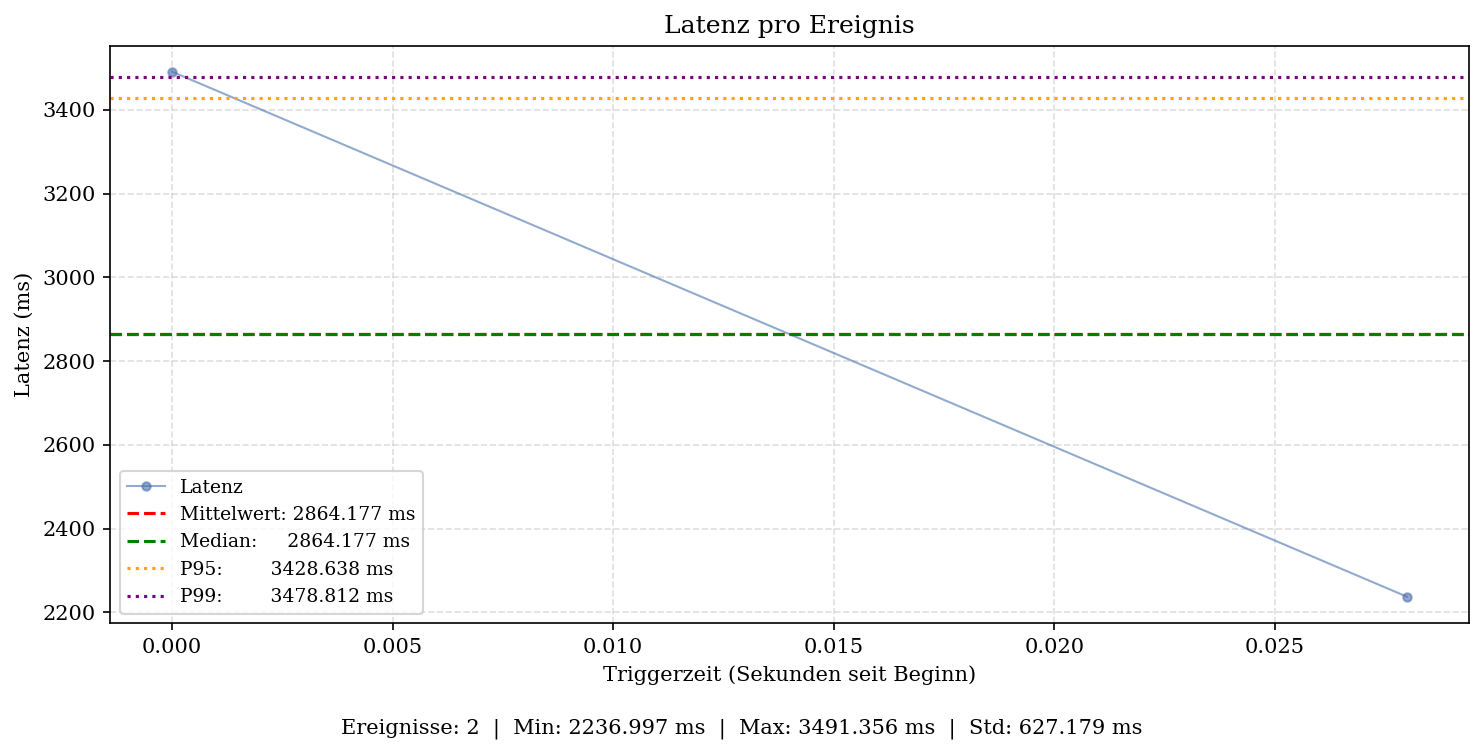 Latenz pro Ereignis
Latenz (ms)
3400
3200
3000
2800
2600
2400
2200
Latenz
Mittelwert: 2864.177 ms
Median: 2864.177 ms
P95: 3428.638 ms
P99: 3478.812 ms
0.000 0.005 0.010 0.015 0.020 0.025
Triggerzeit (Sekunden seit Beginn)
Ereignisse: 2 | Min: 2236.997 ms | Max: 3491.356 ms | Std: 627.179 ms